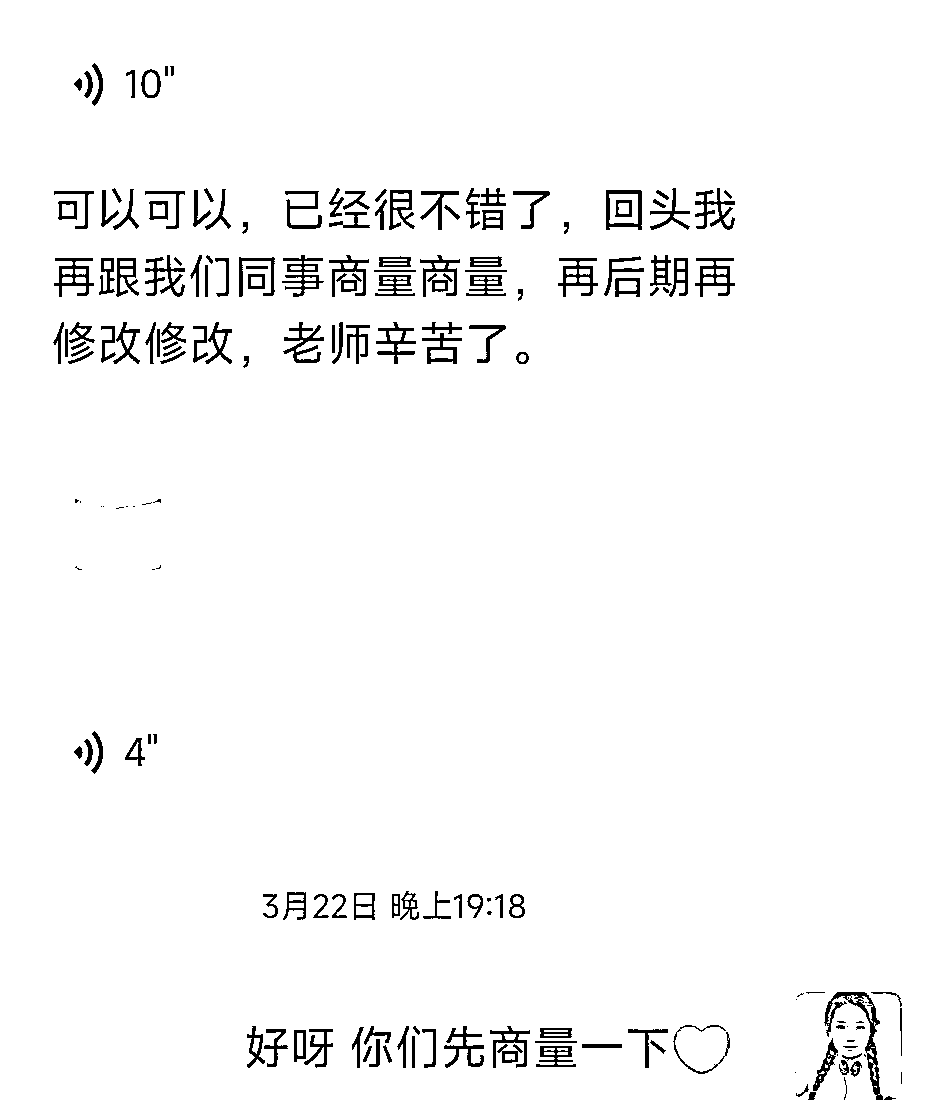 10"
可以可以，已经很不错了，回头我
再跟我们同事商量商量，再后期再
修改修改，老师辛苦了。
4"
3月22日 晚上19:18
好呀 你们先商量一下♡